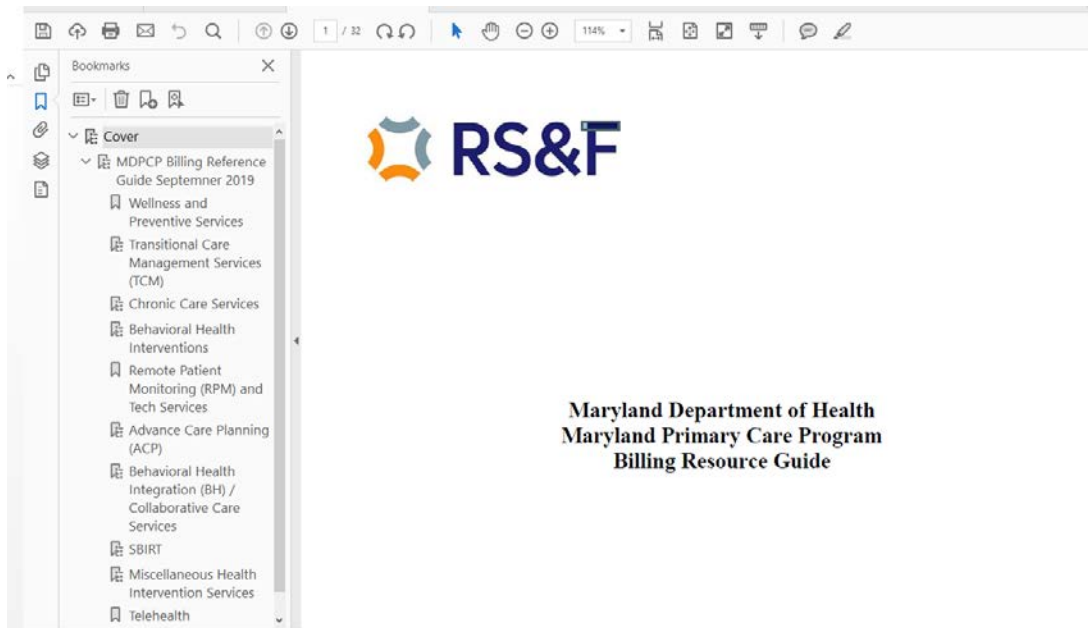 1 / 32
114%
Bookmarks
Cover
MDPCP Billing Reference
Guide Septemner 2019
Wellness and
Preventive Services
Transitional Care
Management Services
(TCM)
Chronic Care Services
Behavioral Health
Interventions
Remote Patient
Monitoring (RPM) and
Tech Services
Advance Care Planning
(ACP)
Behavioral Health
Integration (BH) /
Collaborative Care
Services
SBIRT
Miscellaneous Health
Intervention Services
Telehealth
RS&F
Maryland Department of Health
Maryland Primary Care Program
Billing Resource Guide